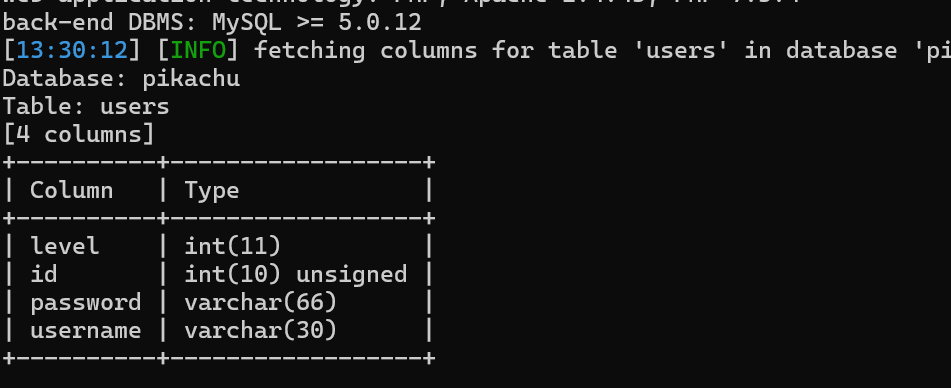 back-end DBMS: MySQL >= 5.0.12
[13:30:12] [INFO] fetching columns for table 'users' in database 'pi
Database: pikachu
Table: users
[4 columns]
+----------+------------------+
| Column   | Type             |
+----------+------------------+
| level    | int(11)          |
| id       | int(10) unsigned |
| password | varchar(66)      |
| username | varchar(30)      |
+----------+------------------+